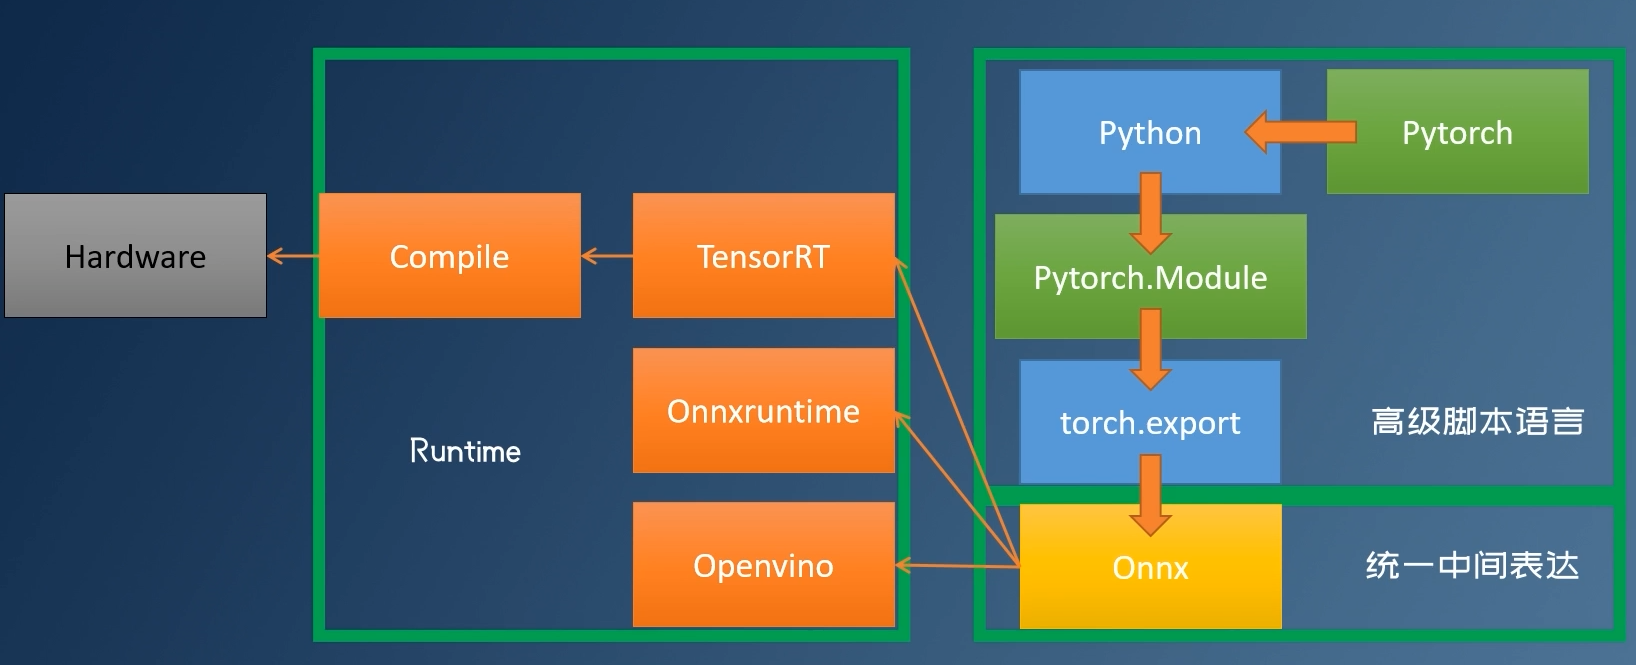 Python
Pytorch
Hardware
Compile
TensorRT
Pytorch.Module
Onnxruntime
torch.export
高级脚本语言
Runtime
Openvino
Onnx
统一中间表达